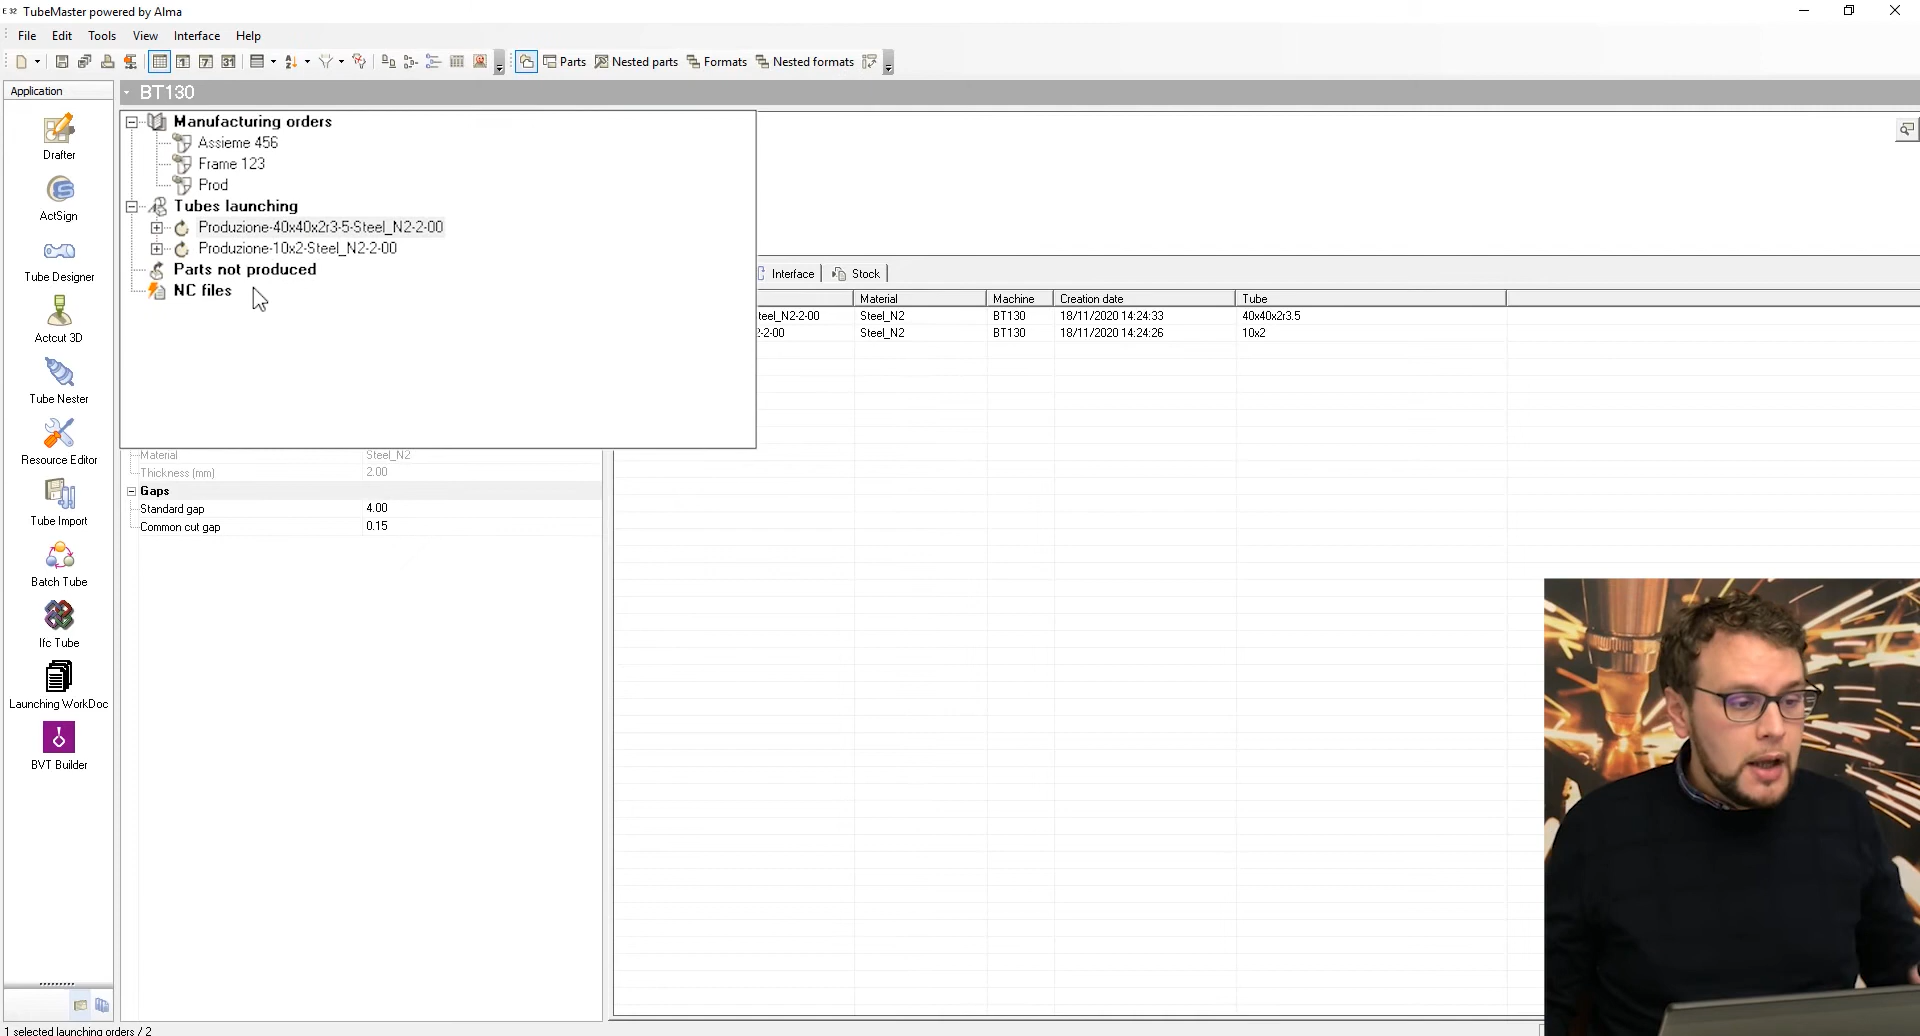 TubeMaster powered by Alma
File Edit Tools View Interface Help
Parts Nested parts Formats Nested formats
Application
BT130
Drafter
ActSign
Tube Designer
Actcut 3D
Tube Nester
Resource Editor
Tube Import
Batch Tube
Ifc Tube
Launching WorkDoc
BVT Builder
Manufacturing orders
Assieme 456
Frame 123
Prod
Tubes launching
Produzione-40x40x2r3-5-Steel_N2-2-00
Produzione-10x2-Steel_N2-2-00
Parts not produced
NC files
Interface Stock
Material Machine Creation date Tube
teel_N2-2-00 Steel_N2 BT130 18/11/2020 14:24:33 40x40x2r3.5
2-2-00 Steel_N2 BT130 18/11/2020 14:24:26 10x2
Material Steel_N2
Thickness (mm) 2.00
Gaps
Standard gap 4.00
Common cut gap 0.15
1 selected launching orders / 2